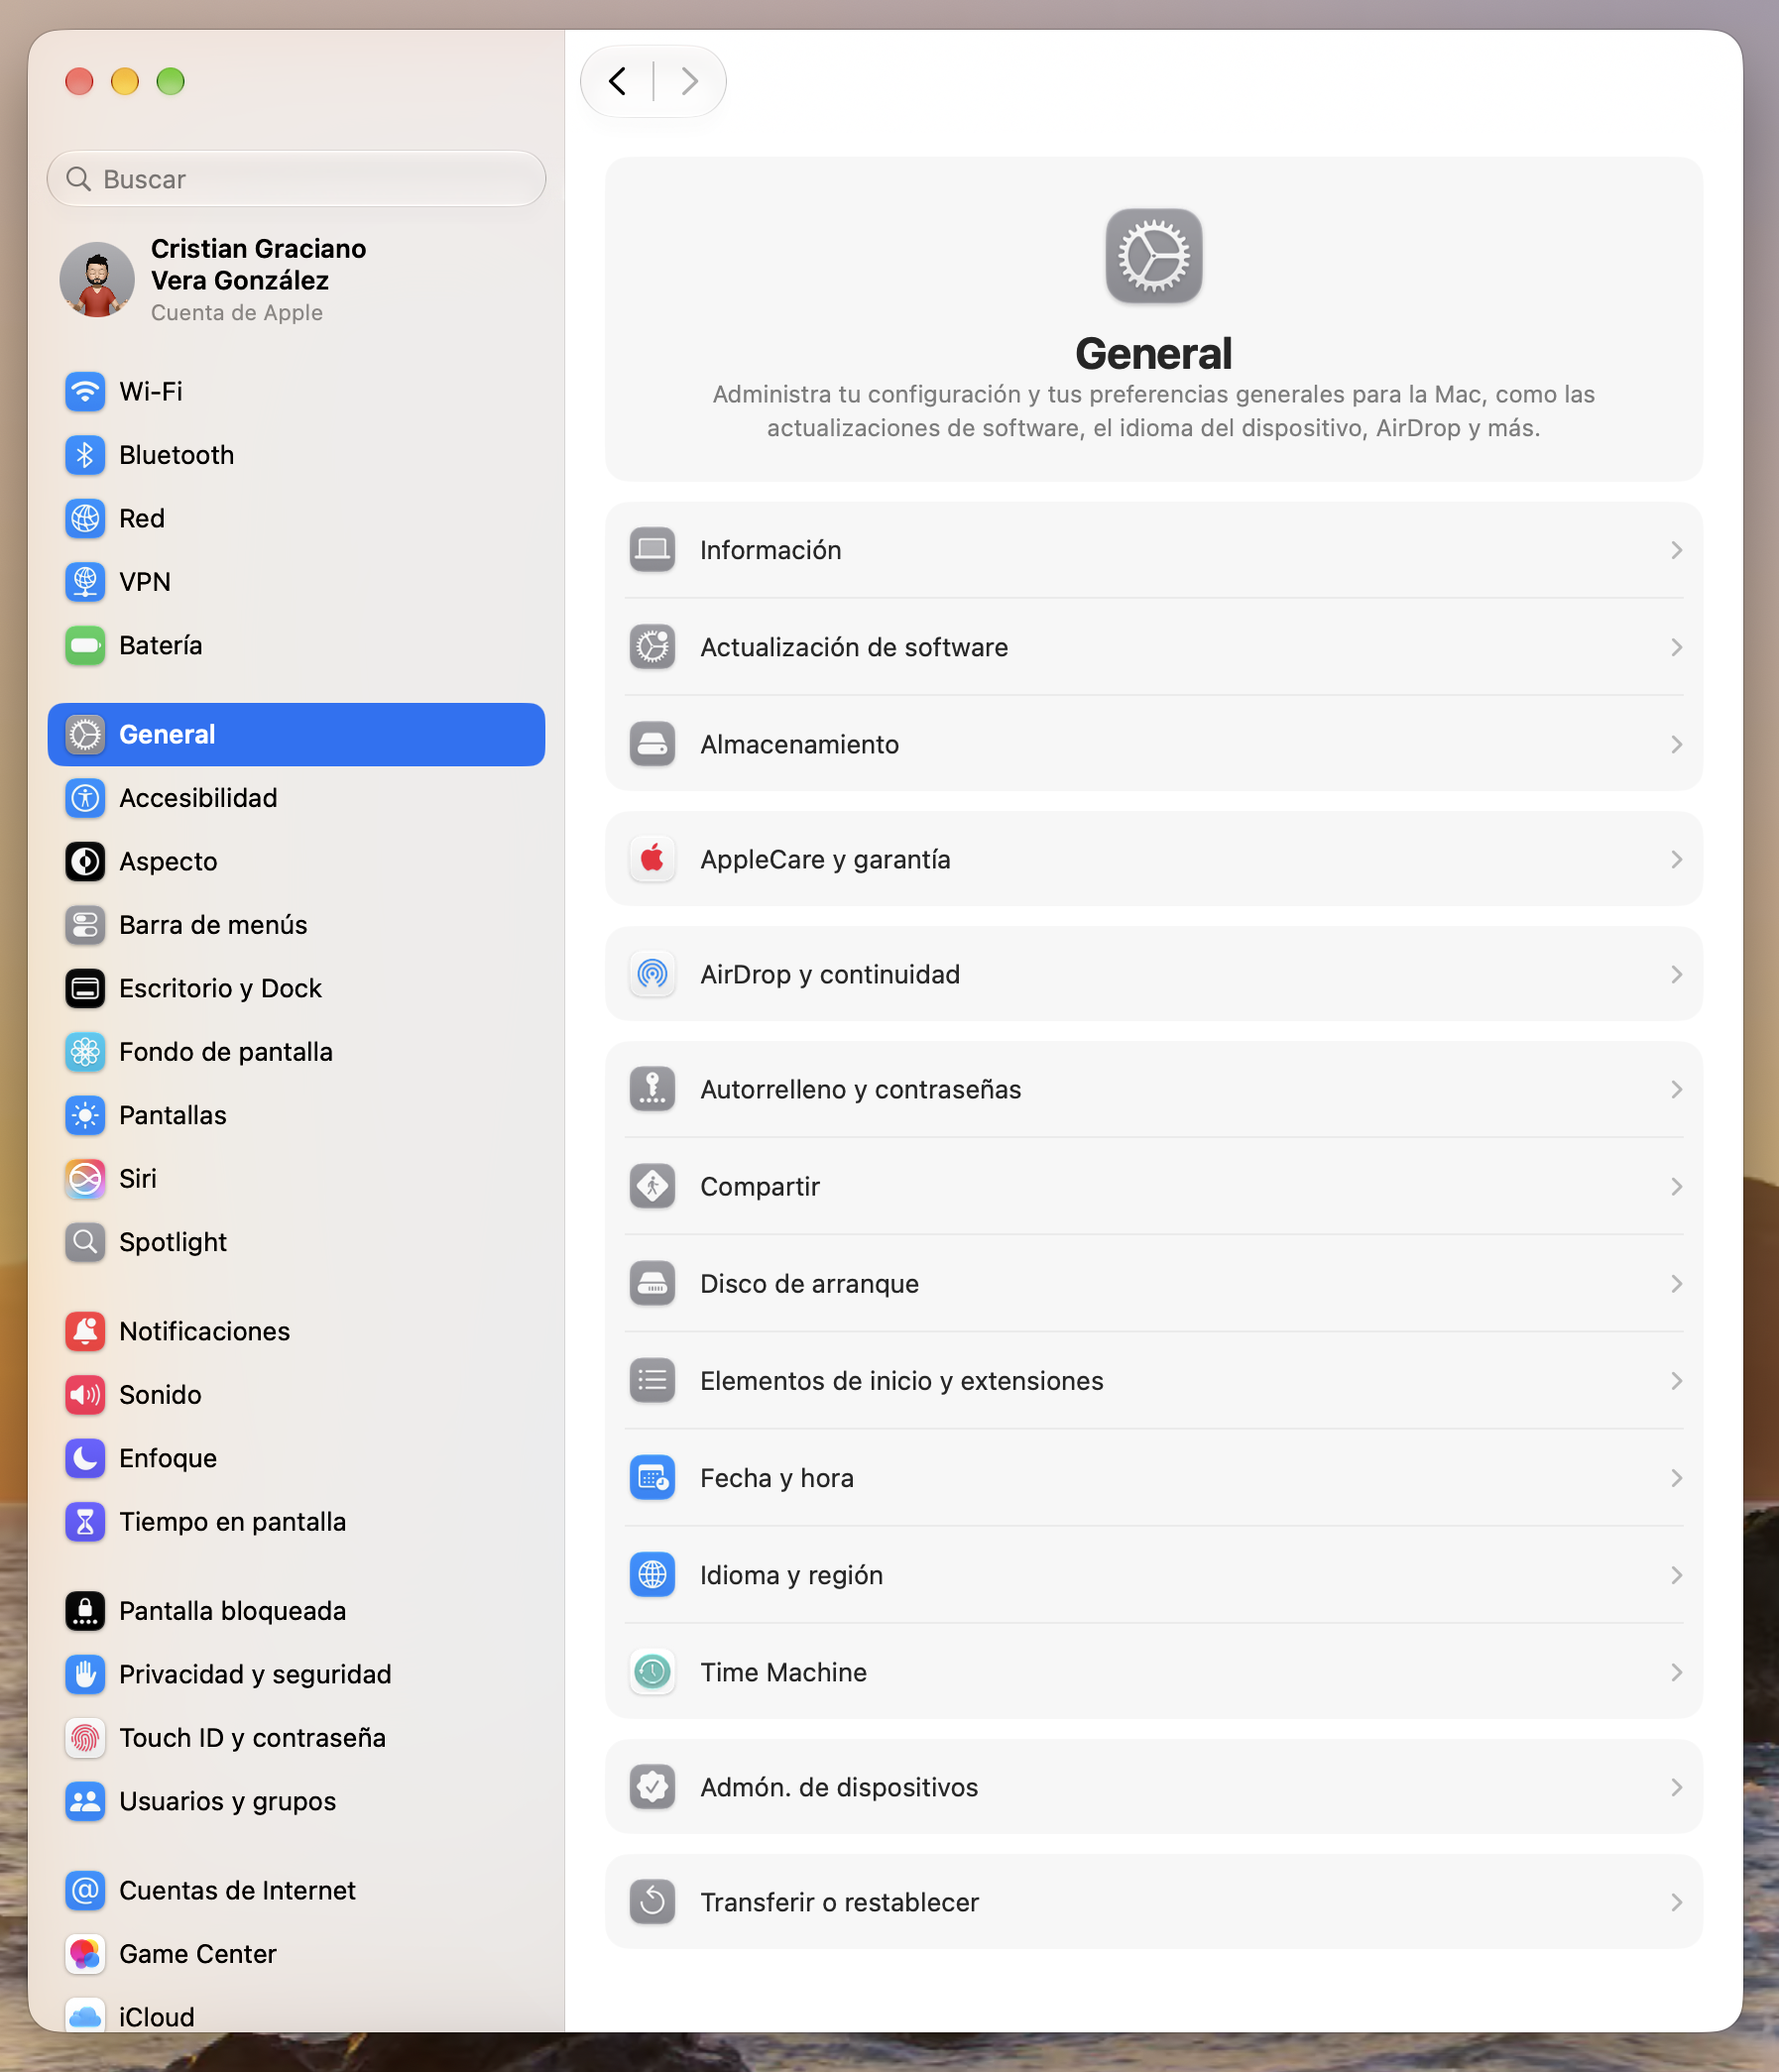 Buscar
Cristian Graciano
Vera González
Cuenta de Apple
Wi-Fi
Bluetooth
Red
VPN
Batería
General
Accesibilidad
Aspecto
Barra de menús
Escritorio y Dock
Fondo de pantalla
Pantallas
Siri
Spotlight
Notificaciones
Sonido
Enfoque
Tiempo en pantalla
Pantalla bloqueada
Privacidad y seguridad
Touch ID y contraseña
Usuarios y grupos
Cuentas de Internet
Game Center
iCloud
General
Administra tu configuración y tus preferencias generales para la Mac, como las
actualizaciones de software, el idioma del dispositivo, AirDrop y más.
Información
Actualización de software
Almacenamiento
AppleCare y garantía
AirDrop y continuidad
Autorrelleno y contraseñas
Compartir
Disco de arranque
Elementos de inicio y extensiones
Fecha y hora
Idioma y región
Time Machine
Admón. de dispositivos
Transferir o restablecer